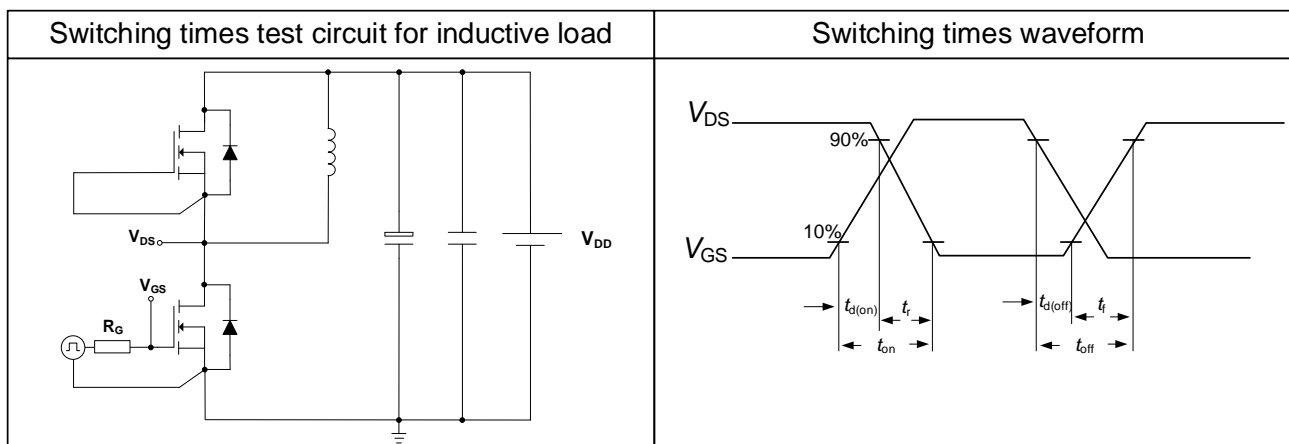 Switching times test circuit for inductive load
Switching times waveform
VDS
VDD
VGS
RG
VDS
90%
10%
VGS
td(on)
tr
td(off)
tf
ton
toff